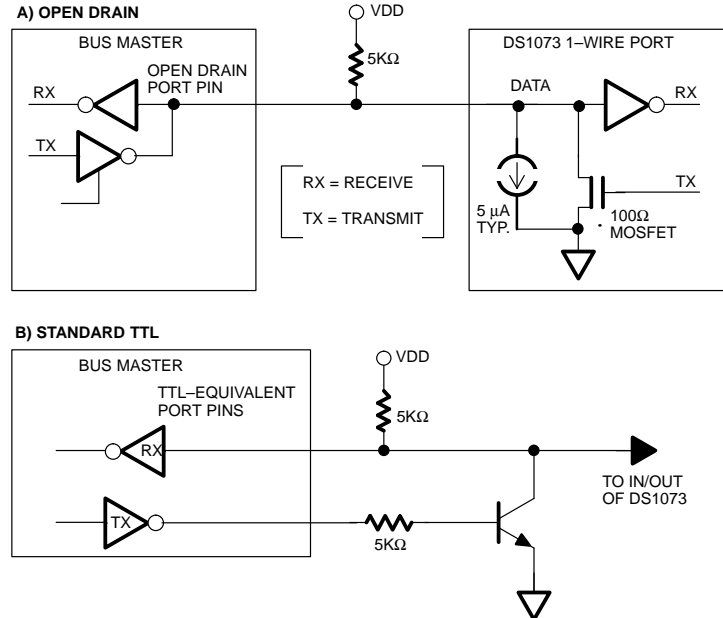 A) OPEN DRAIN
BUS MASTER
OPEN DRAIN
PORT PIN
RX
TX
VDD
5KΩ
RX = RECEIVE
TX = TRANSMIT
DS1073 1–WIRE PORT
DATA
RX
TX
5 µA
TYP.
100Ω
MOSFET
B) STANDARD TTL
BUS MASTER
TTL–EQUIVALENT
PORT PINS
RX
TX
VDD
5KΩ
5KΩ
TO IN/OUT
OF DS1073